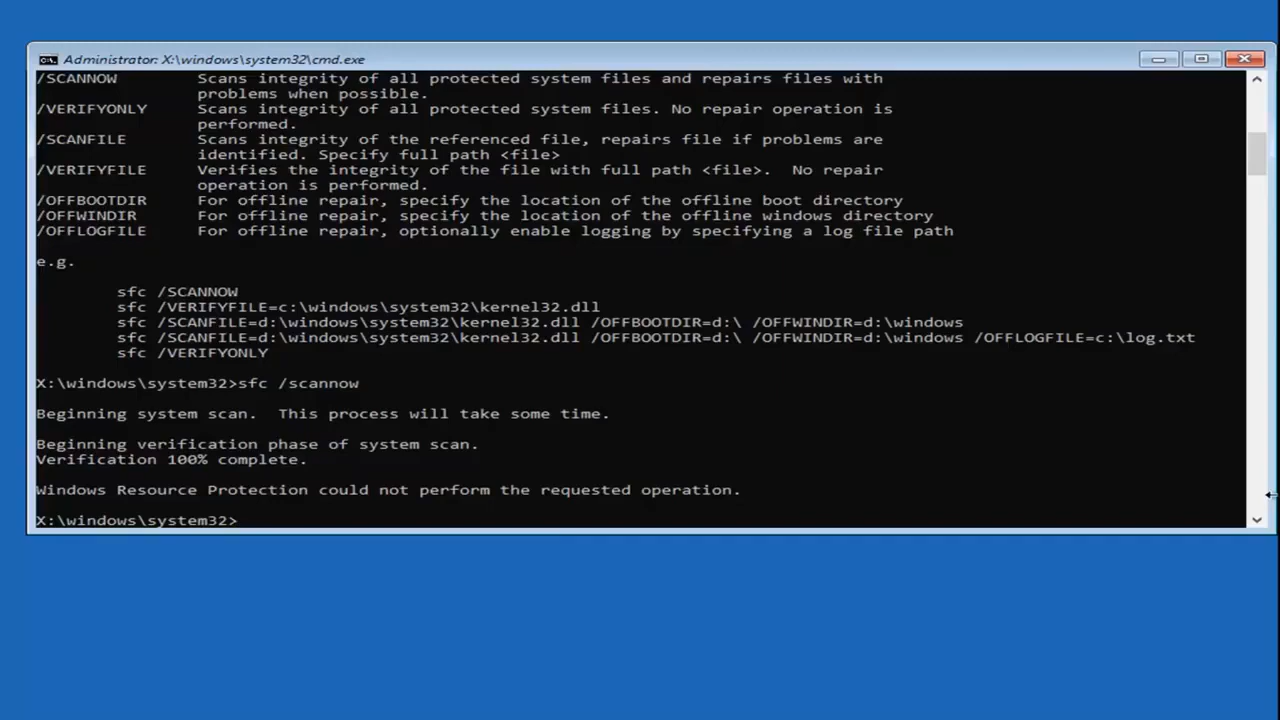 Administrator: X:\windows\system32\cmd.exe
/SCANNOW        Scans integrity of all protected system files and repairs files with
                problems when possible.
/VERIFYONLY     Scans integrity of all protected system files. No repair operation is
                performed.
/SCANFILE       Scans integrity of the referenced file, repairs file if problems are
                identified. Specify full path <file>
/VERIFYFILE     Verifies the integrity of the file with full path <file>.  No repair
                operation is performed.
/OFFBOOTDIR     For offline repair, specify the location of the offline boot directory
/OFFWINDIR      For offline repair, specify the location of the offline windows directory
/OFFLOGFILE     For offline repair, optionally enable logging by specifying a log file path
e.g.
        sfc /SCANNOW
        sfc /VERIFYFILE=c:\windows\system32\kernel32.dll
        sfc /SCANFILE=d:\windows\system32\kernel32.dll /OFFBOOTDIR=d:\ /OFFWINDIR=d:\windows
        sfc /SCANFILE=d:\windows\system32\kernel32.dll /OFFBOOTDIR=d:\ /OFFWINDIR=d:\windows /OFFLOGFILE=c:\log.txt
        sfc /VERIFYONLY
X:\windows\system32>sfc /scannow
Beginning system scan.  This process will take some time.
Beginning verification phase of system scan.
Verification 100% complete.
Windows Resource Protection could not perform the requested operation.
X:\windows\system32>